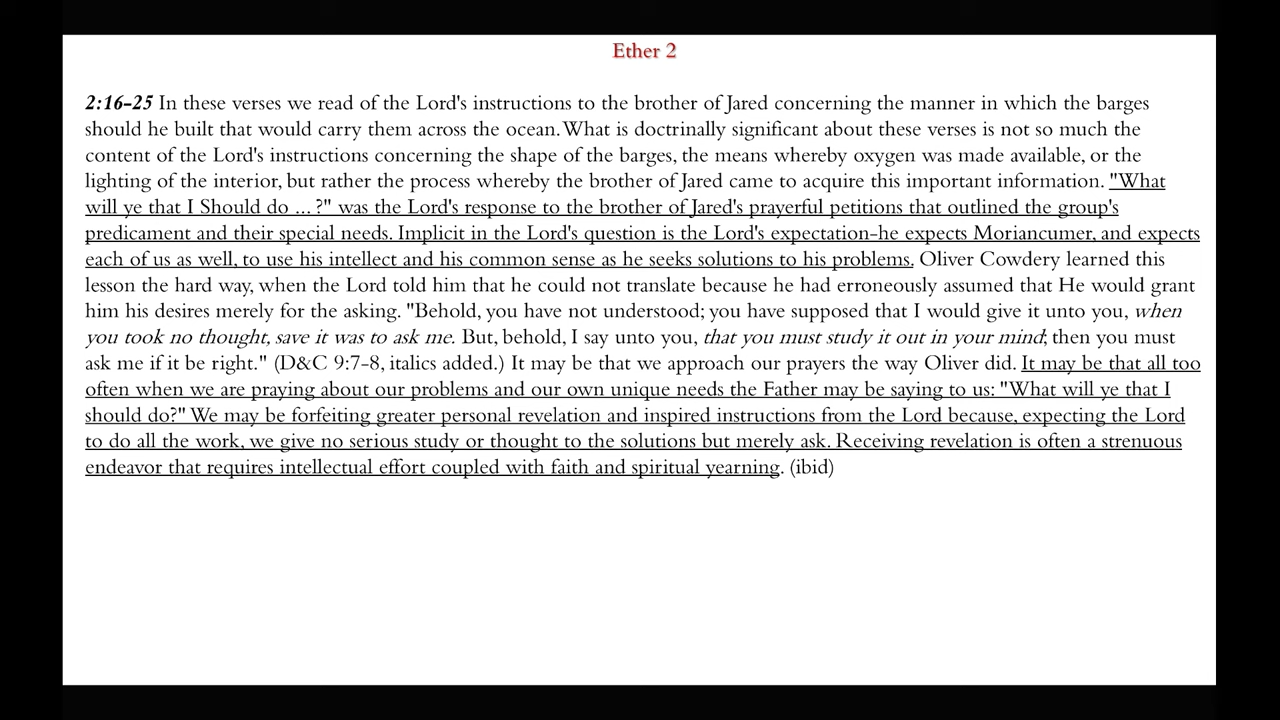 Ether 2
2:16-25 In these verses we read of the Lord's instructions to the brother of Jared concerning the manner in which the barges
should he built that would carry them across the ocean. What is doctrinally significant about these verses is not so much the
content of the Lord's instructions concerning the shape of the barges, the means whereby oxygen was made available, or the
lighting of the interior, but rather the process whereby the brother of Jared came to acquire this important information. "What
will ye that I Should do ... ?" was the Lord's response to the brother of Jared's prayerful petitions that outlined the group's
predicament and their special needs. Implicit in the Lord's question is the Lord's expectation-he expects Moriancumer, and expects
each of us as well, to use his intellect and his common sense as he seeks solutions to his problems. Oliver Cowdery learned this
lesson the hard way, when the Lord told him that he could not translate because he had erroneously assumed that He would grant
him his desires merely for the asking. "Behold, you have not understood; you have supposed that I would give it unto you, when
you took no thought, save it was to ask me. But, behold, I say unto you, that you must study it out in your mind; then you must
ask me if it be right." (D&C 9:7-8, italics added.) It may be that we approach our prayers the way Oliver did. It may be that all too
often when we are praying about our problems and our own unique needs the Father may be saying to us: "What will ye that I
should do?" We may be forfeiting greater personal revelation and inspired instructions from the Lord because, expecting the Lord
to do all the work, we give no serious study or thought to the solutions but merely ask. Receiving revelation is often a strenuous
endeavor that requires intellectual effort coupled with faith and spiritual yearning. (ibid)